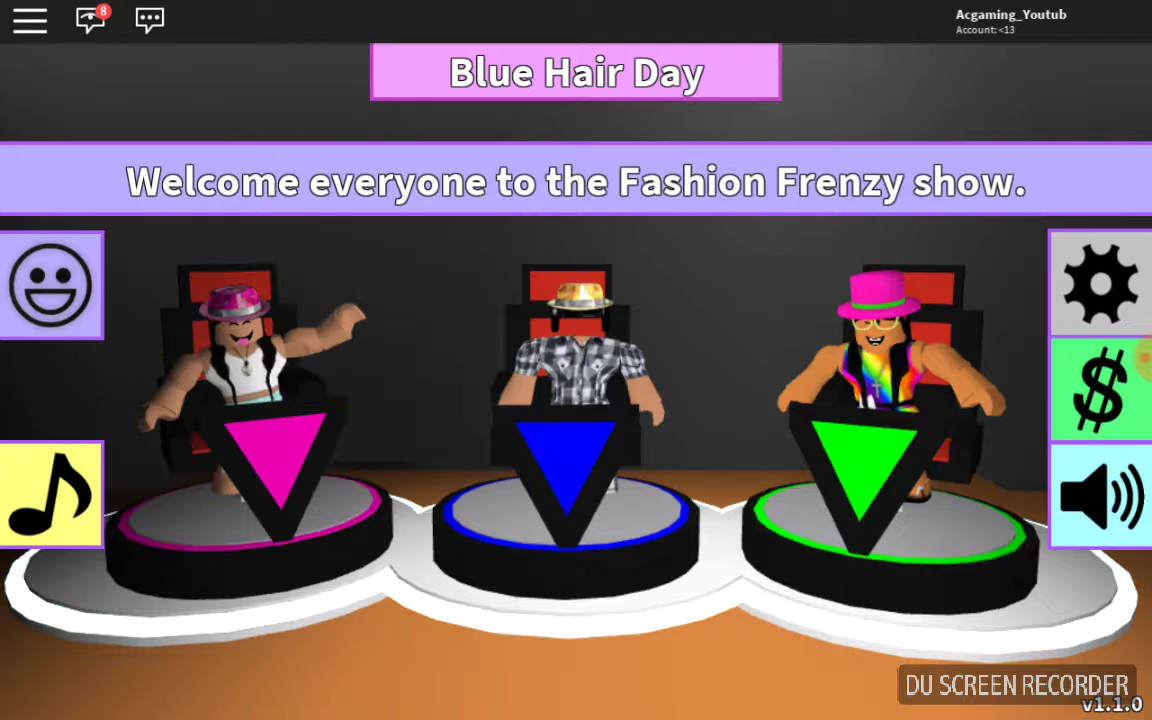 8
Acgaming_Youtub
Account: <13
Blue Hair Day
Welcome everyone to the Fashion Frenzy show.
$
DU SCREEN RECORDER
v1.1.0